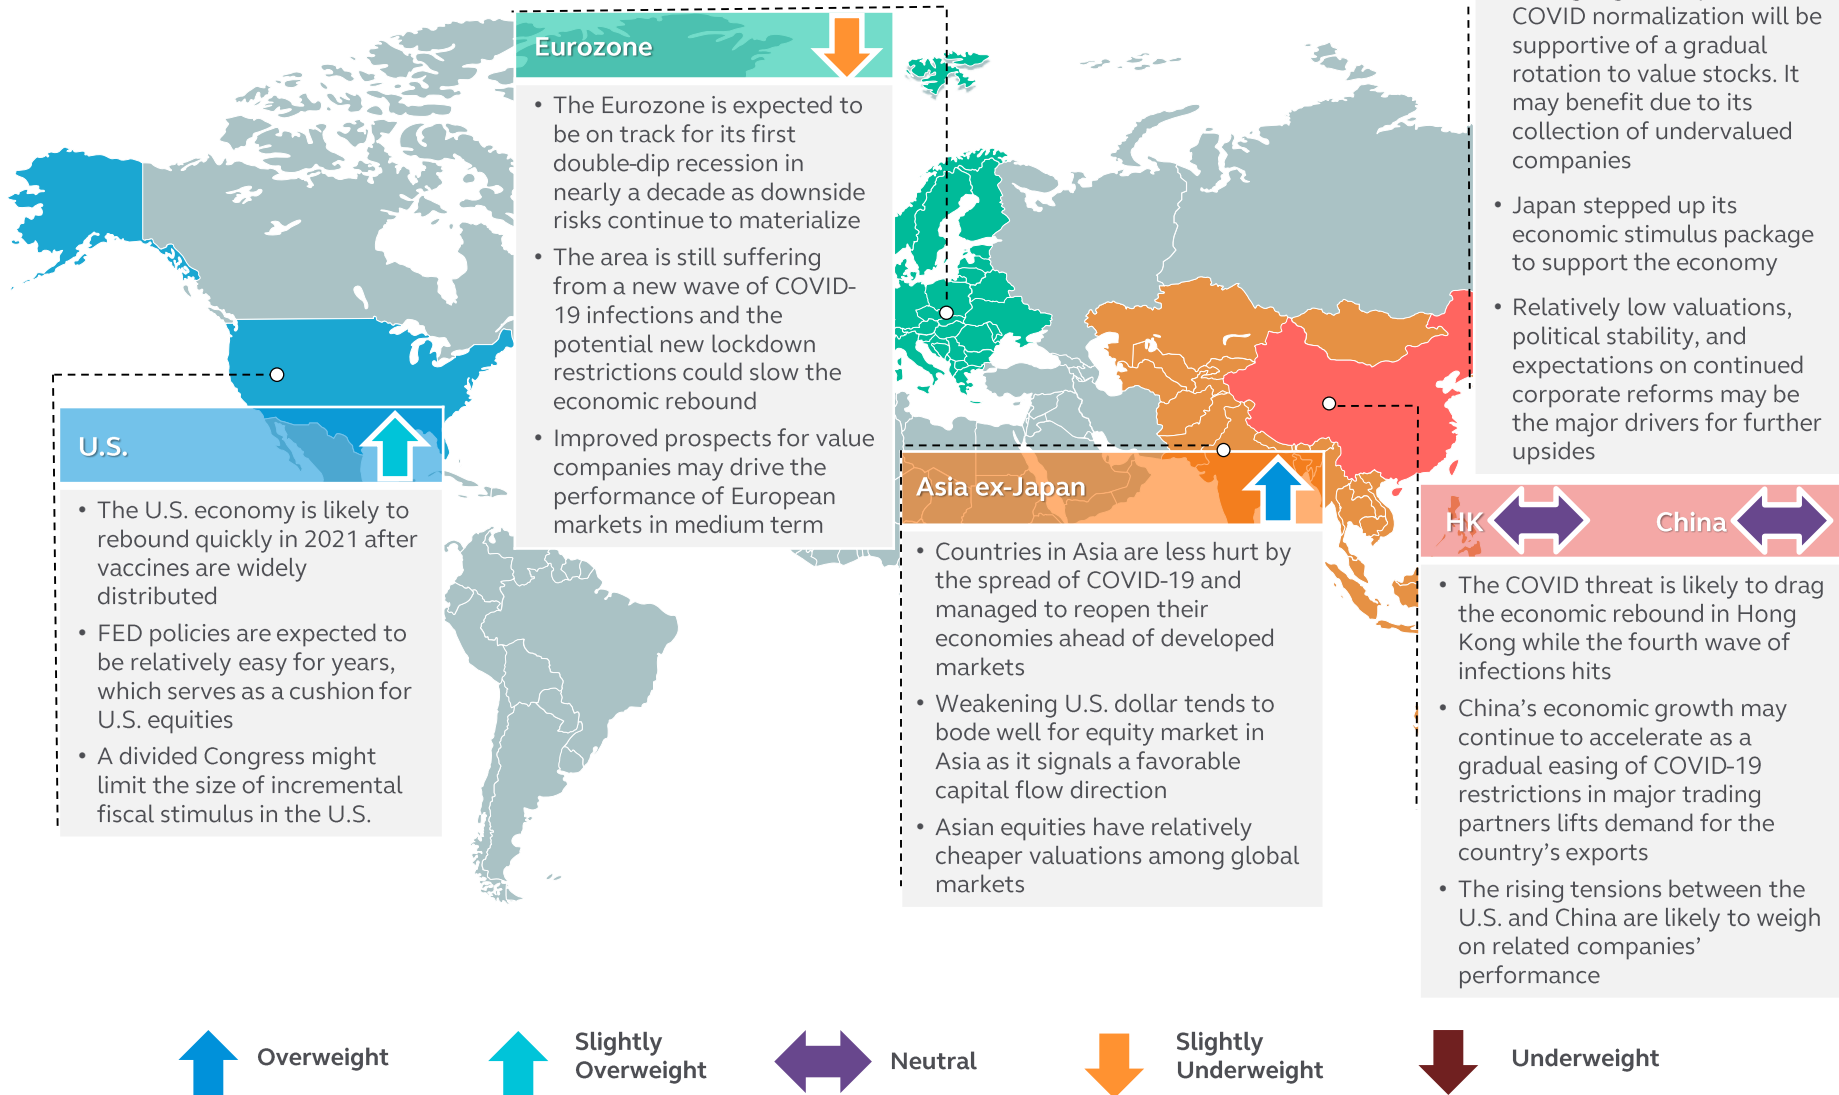 Eurozone
• The Eurozone is expected to
be on track for its first
double-dip recession in
nearly a decade as downside
risks continue to materialize
• The area is still suffering
from a new wave of COVID-
19 infections and the
potential new lockdown
restrictions could slow the
economic rebound
• Improved prospects for value
companies may drive the
performance of European
markets in medium term
COVID normalization will be
supportive of a gradual
rotation to value stocks. It
may benefit due to its
collection of undervalued
companies
• Japan stepped up its
economic stimulus package
to support the economy
• Relatively low valuations,
political stability, and
expectations on continued
corporate reforms may be
the major drivers for further
upsides
U.S.
• The U.S. economy is likely to
rebound quickly in 2021 after
vaccines are widely
distributed
• FED policies are expected to
be relatively easy for years,
which serves as a cushion for
U.S. equities
• A divided Congress might
limit the size of incremental
fiscal stimulus in the U.S.
Asia ex-Japan
• Countries in Asia are less hurt by
the spread of COVID-19 and
managed to reopen their
economies ahead of developed
markets
• Weakening U.S. dollar tends to
bode well for equity market in
Asia as it signals a favorable
capital flow direction
• Asian equities have relatively
cheaper valuations among global
markets
HK China
• The COVID threat is likely to drag
the economic rebound in Hong
Kong while the fourth wave of
infections hits
• China’s economic growth may
continue to accelerate as a
gradual easing of COVID-19
restrictions in major trading
partners lifts demand for the
country’s exports
• The rising tensions between the
U.S. and China are likely to weigh
on related companies’
performance
Overweight
Slightly
Overweight
Neutral
Slightly
Underweight
Underweight